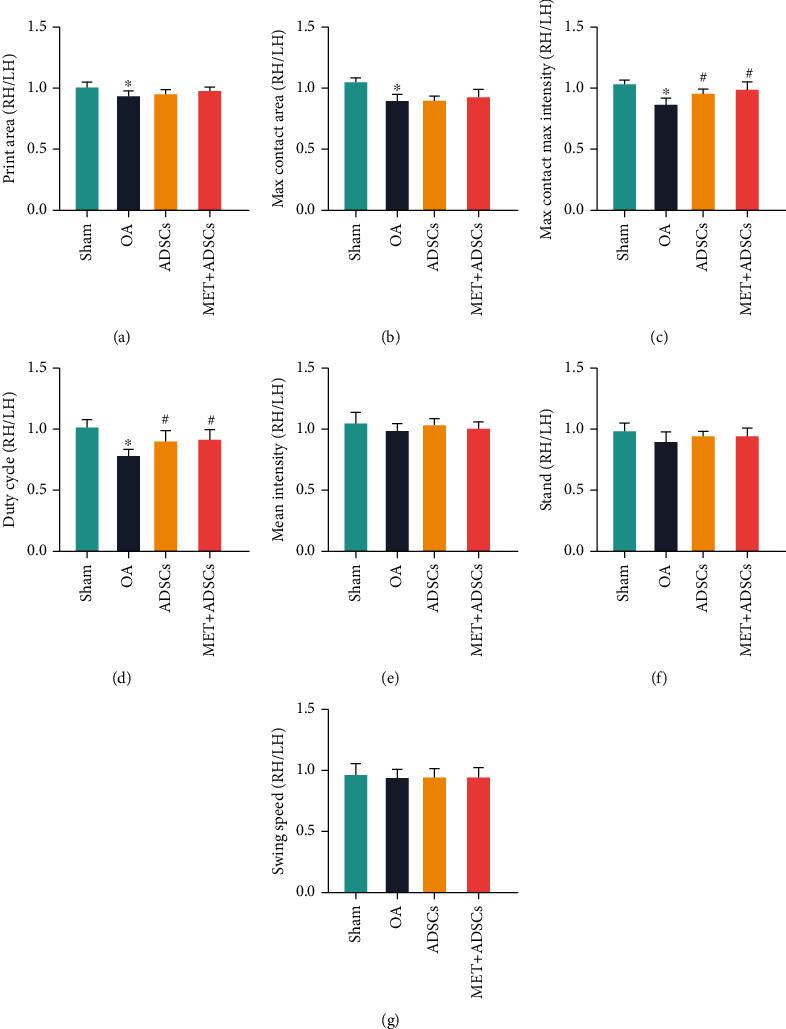 Print area (RH/LH)
1.5
1.0
0.5
0.0
*
Sham
OA
ADSCs
MET+ADSCs
(a)
Max contact area (RH/LH)
1.5
1.0
0.5
0.0
*
Sham
OA
ADSCs
MET+ADSCs
(b)
Max contact max intensity (RH/LH)
1.5
1.0
0.5
0.0
*
#
#
Sham
OA
ADSCs
MET+ADSCs
(c)
Duty cycle (RH/LH)
1.5
1.0
0.5
0.0
*
#
#
Sham
OA
ADSCs
MET+ADSCs
(d)
Mean intensity (RH/LH)
1.5
1.0
0.5
0.0
Sham
OA
ADSCs
MET+ADSCs
(e)
Stand (RH/LH)
1.5
1.0
0.5
0.0
Sham
OA
ADSCs
MET+ADSCs
(f)
Swing speed (RH/LH)
1.5
1.0
0.5
0.0
Sham
OA
ADSCs
MET+ADSCs
(g)